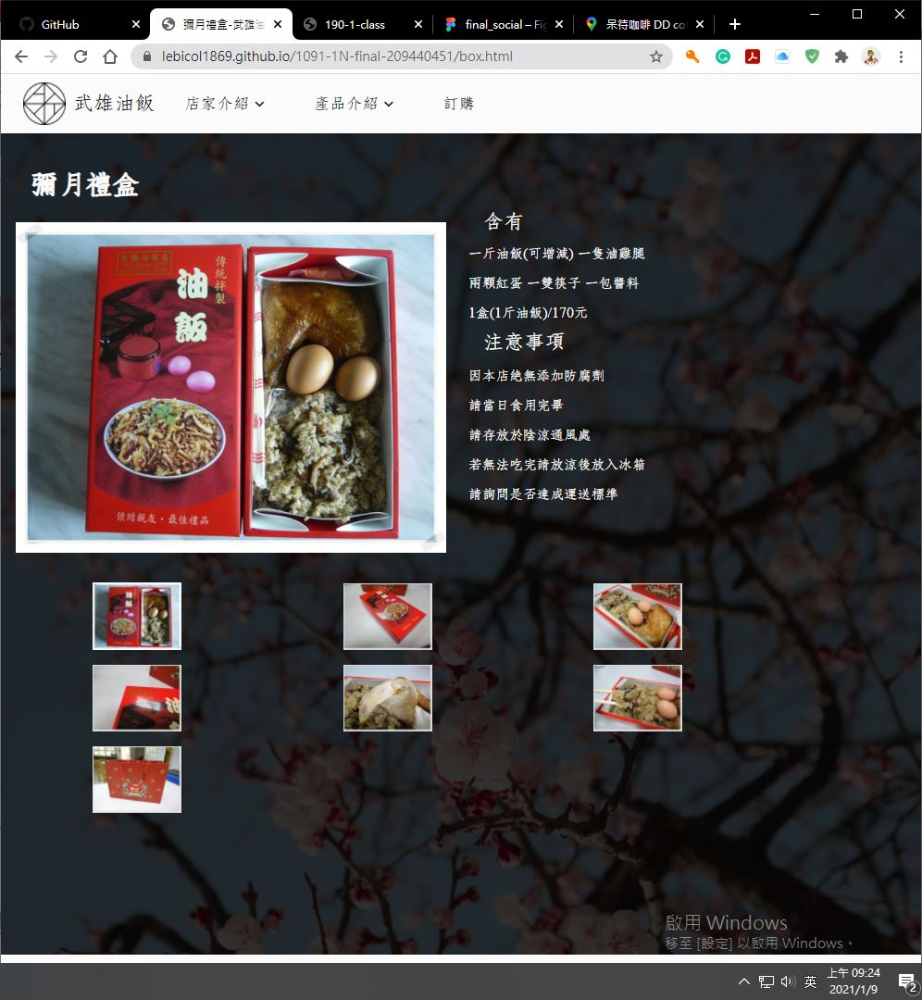 GitHub
彌月禮盒-武雄油
190-1-class
final_social – Fig
呆待咖啡 DD co
lebicol1869.github.io/1091-1N-final-209440451/box.html
武雄油飯
店家介紹
產品介紹
訂購
彌月禮盒
傳統拌製
油飯
饋贈親友・最佳禮品
含有
一斤油飯(可增減) 一隻滷雞腿
兩顆紅蛋 一雙筷子 一包醬料
1盒(1斤油飯)/170元
注意事項
因本店絕無添加防腐劑
請當日食用完畢
請存放於陰涼通風處
若無法吃完請放涼後放入冰箱
請詢問是否達成運送標準
啟用 Windows
移至 [設定] 以啟用 Windows。
英
上午 09:24
2021/1/9
2